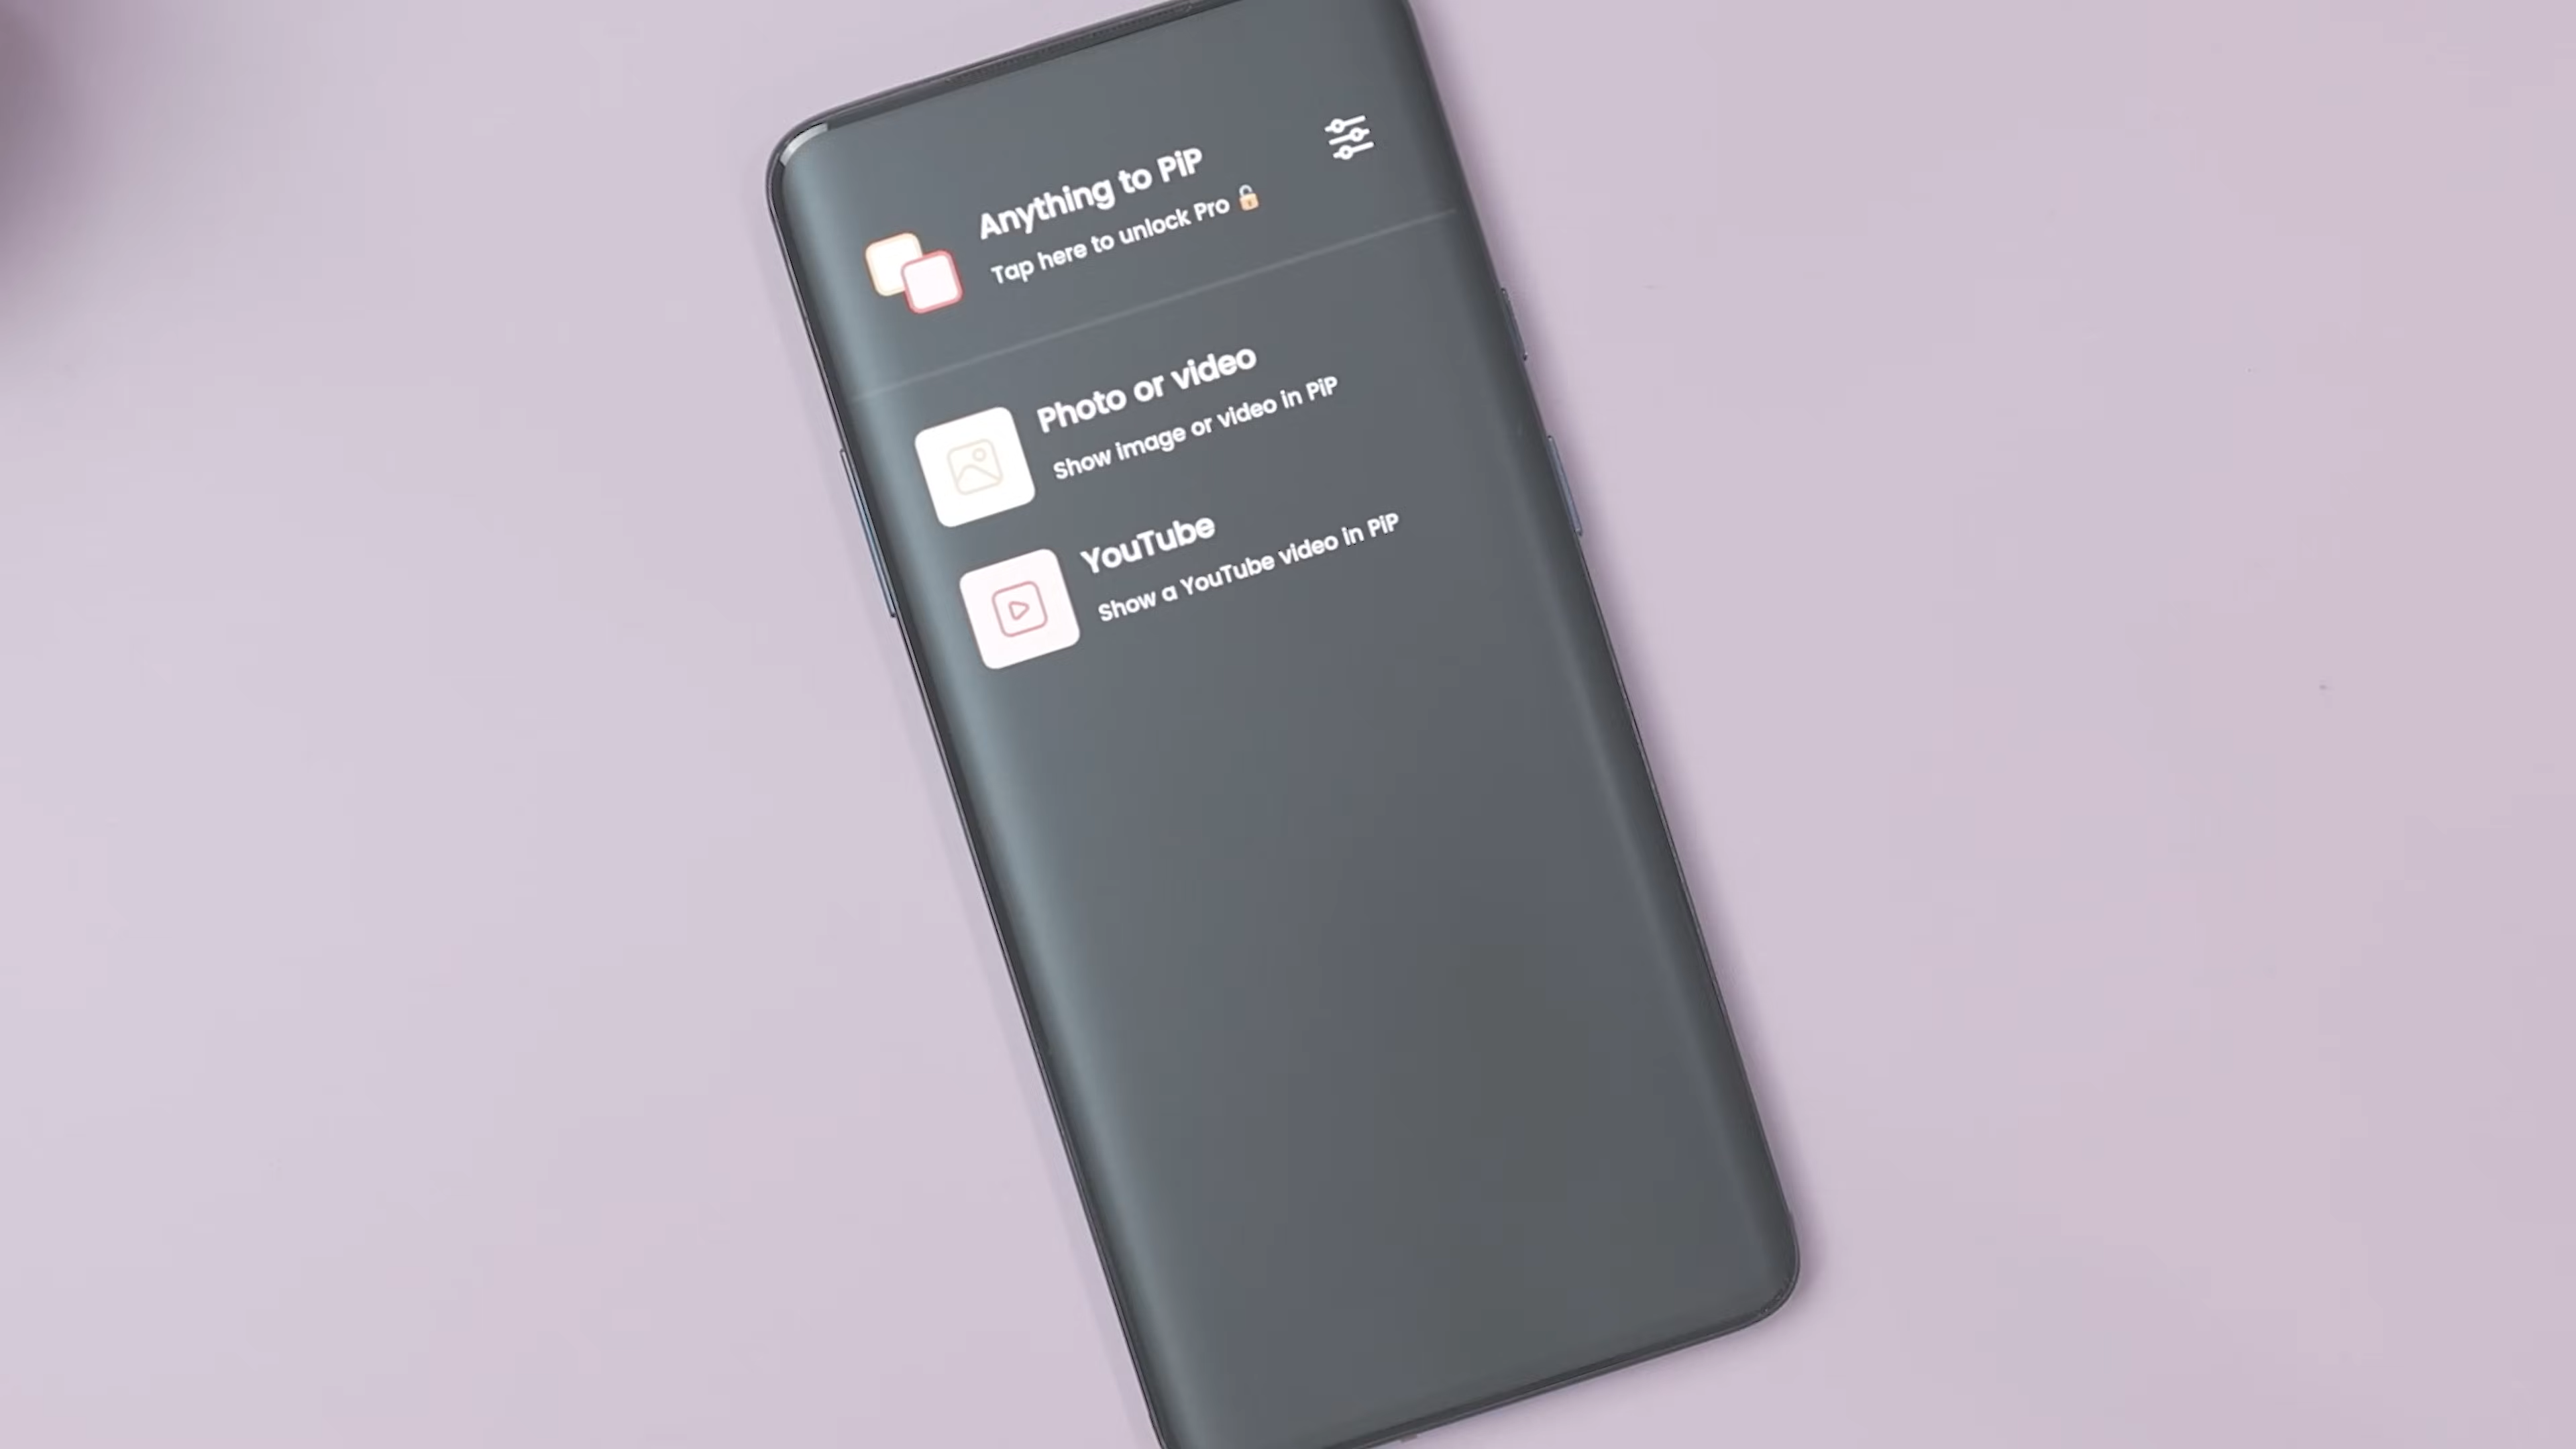 Anything to PiP
Tap here to unlock Pro 🔓
Photo or video
Show image or video in PiP
YouTube
Show a YouTube video in PiP